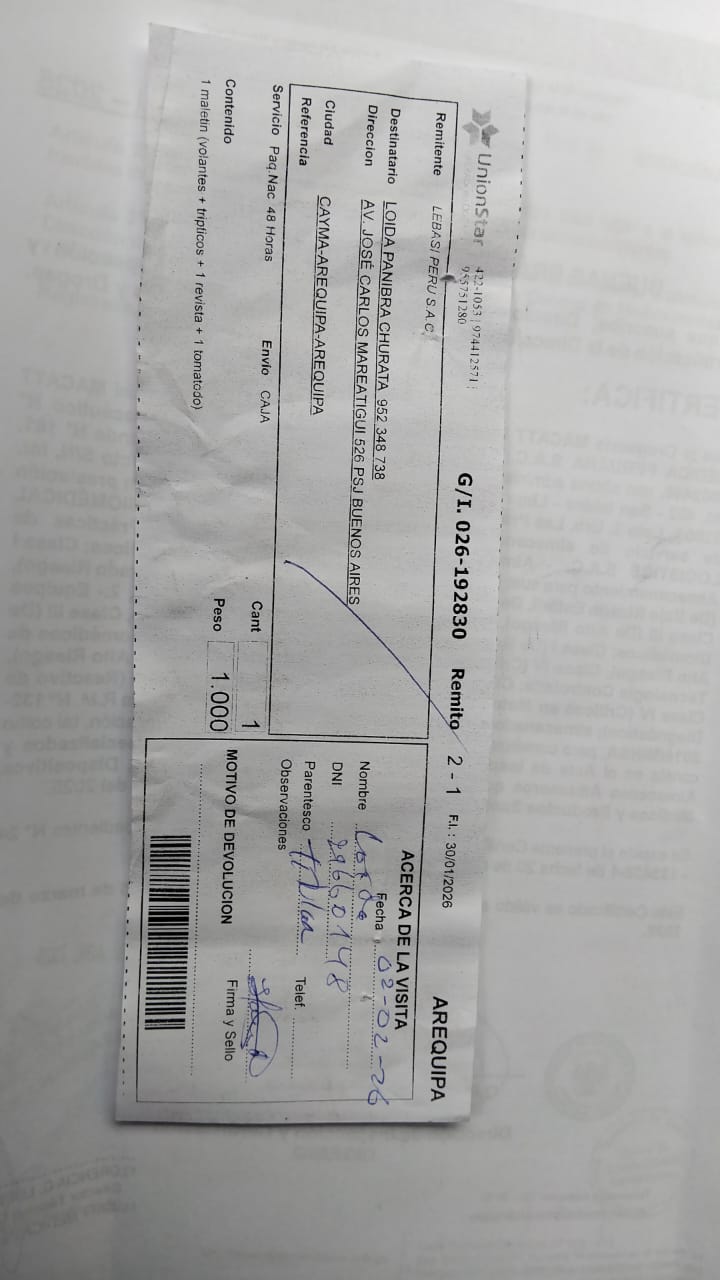 UnionStar 422-1053 | 974412571 |
955751280
G/I. 026-192830 Remito 2 - 1 F.I.: 30/01/2026 AREQUIPA
Remitente LEBASI PERU S.A.C.
Destinatario LOIDA PANIBRA CHURATA 952 348 738
Direccion AV. JOSÉ CARLOS MAREATIGUI 526 PSJ BUENOS AIRES
Ciudad CAYMA-AREQUIPA-AREQUIPA
Referencia
Servicio Paq.Nac 48 Horas Envio CAJA Cant 1
Contenido Peso 1.000
1 maletin (volantes + tripticos + 1 revista + 1 tomatodo)
ACERCA DE LA VISITA
Fecha 02-02-26
Nombre Loida
DNI 29660148
Parentesco Titular Telef.
Observaciones
MOTIVO DE DEVOLUCION Firma y Sello